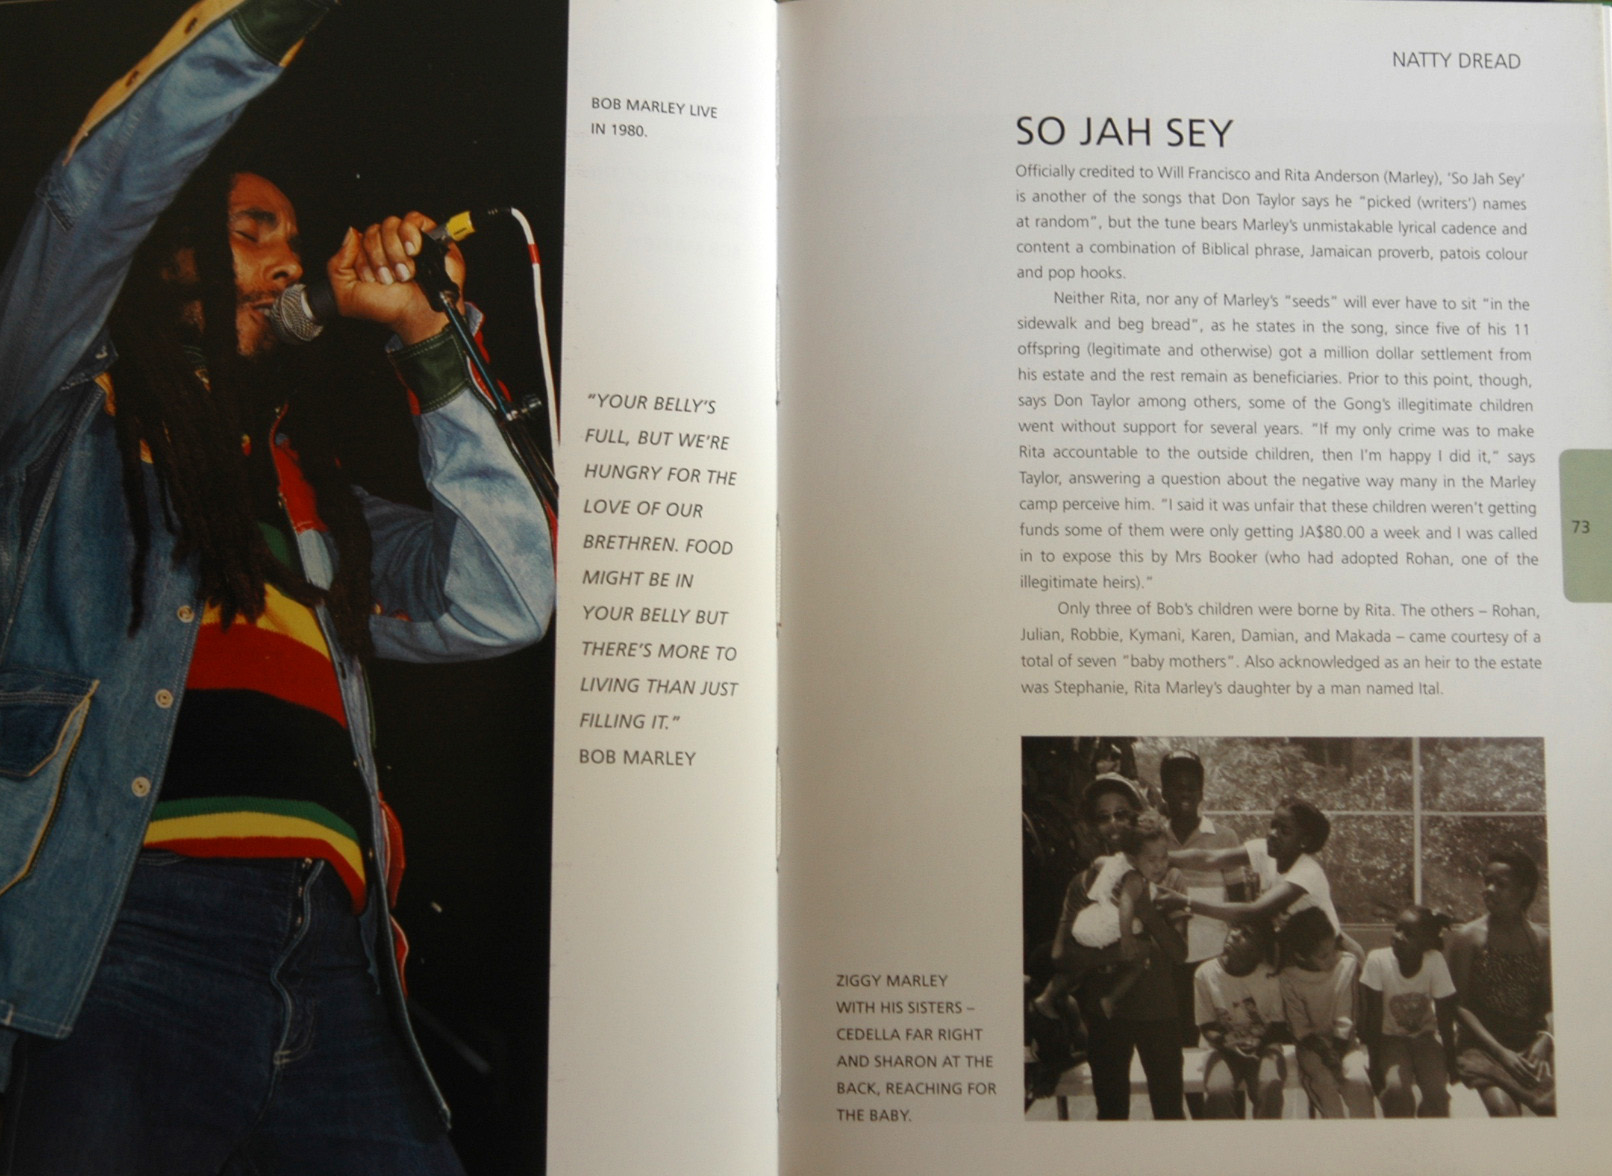 BOB MARLEY LIVE
IN 1980.
"YOUR BELLY'S
FULL, BUT WE'RE
HUNGRY FOR THE
LOVE OF OUR
BRETHREN. FOOD
MIGHT BE IN
YOUR BELLY BUT
THERE'S MORE TO
LIVING THAN JUST
FILLING IT."
BOB MARLEY
NATTY DREAD
SO JAH SEY
Officially credited to Will Francisco and Rita Anderson (Marley), 'So Jah Sey'
is another of the songs that Don Taylor says he "picked (writers') names
at random", but the tune bears Marley's unmistakable lyrical cadence and
content a combination of Biblical phrase, Jamaican proverb, patois colour
and pop hooks.
Neither Rita, nor any of Marley's "seeds" will ever have to sit "in the
sidewalk and beg bread", as he states in the song, since five of his 11
offspring (legitimate and otherwise) got a million dollar settlement from
his estate and the rest remain as beneficiaries. Prior to this point, though,
says Don Taylor among others, some of the Gong's illegitimate children
went without support for several years. "If my only crime was to make
Rita accountable to the outside children, then I'm happy I did it," says
Taylor, answering a question about the negative way many in the Marley
camp perceive him. "I said it was unfair that these children weren't getting
funds some of them were only getting JA$80.00 a week and I was called
in to expose this by Mrs Booker (who had adopted Rohan, one of the
illegitimate heirs)."
Only three of Bob's children were borne by Rita. The others – Rohan,
Julian, Robbie, Kymani, Karen, Damian, and Makada – came courtesy of a
total of seven "baby mothers". Also acknowledged as an heir to the estate
was Stephanie, Rita Marley's daughter by a man named Ital.
73
ZIGGY MARLEY
WITH HIS SISTERS –
CEDELLA FAR RIGHT
AND SHARON AT THE
BACK, REACHING FOR
THE BABY.